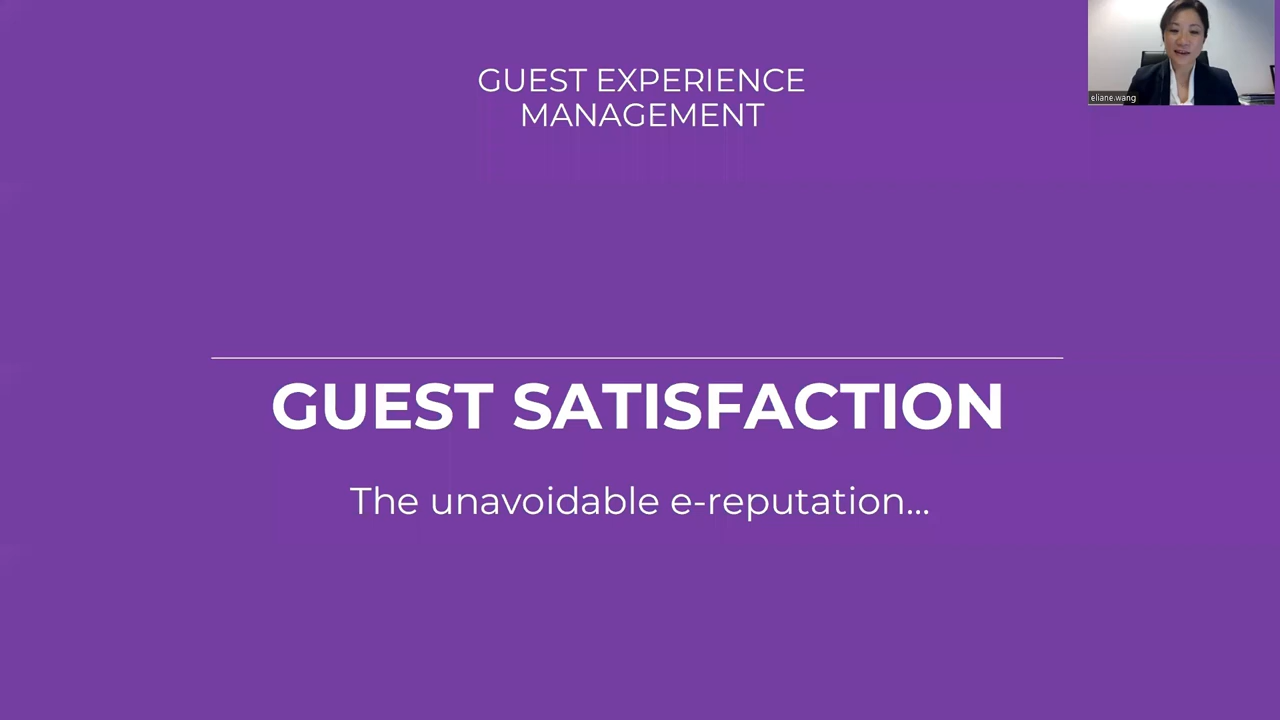 GUEST EXPERIENCE
MANAGEMENT
eliane.wang
GUEST SATISFACTION
The unavoidable e-reputation...